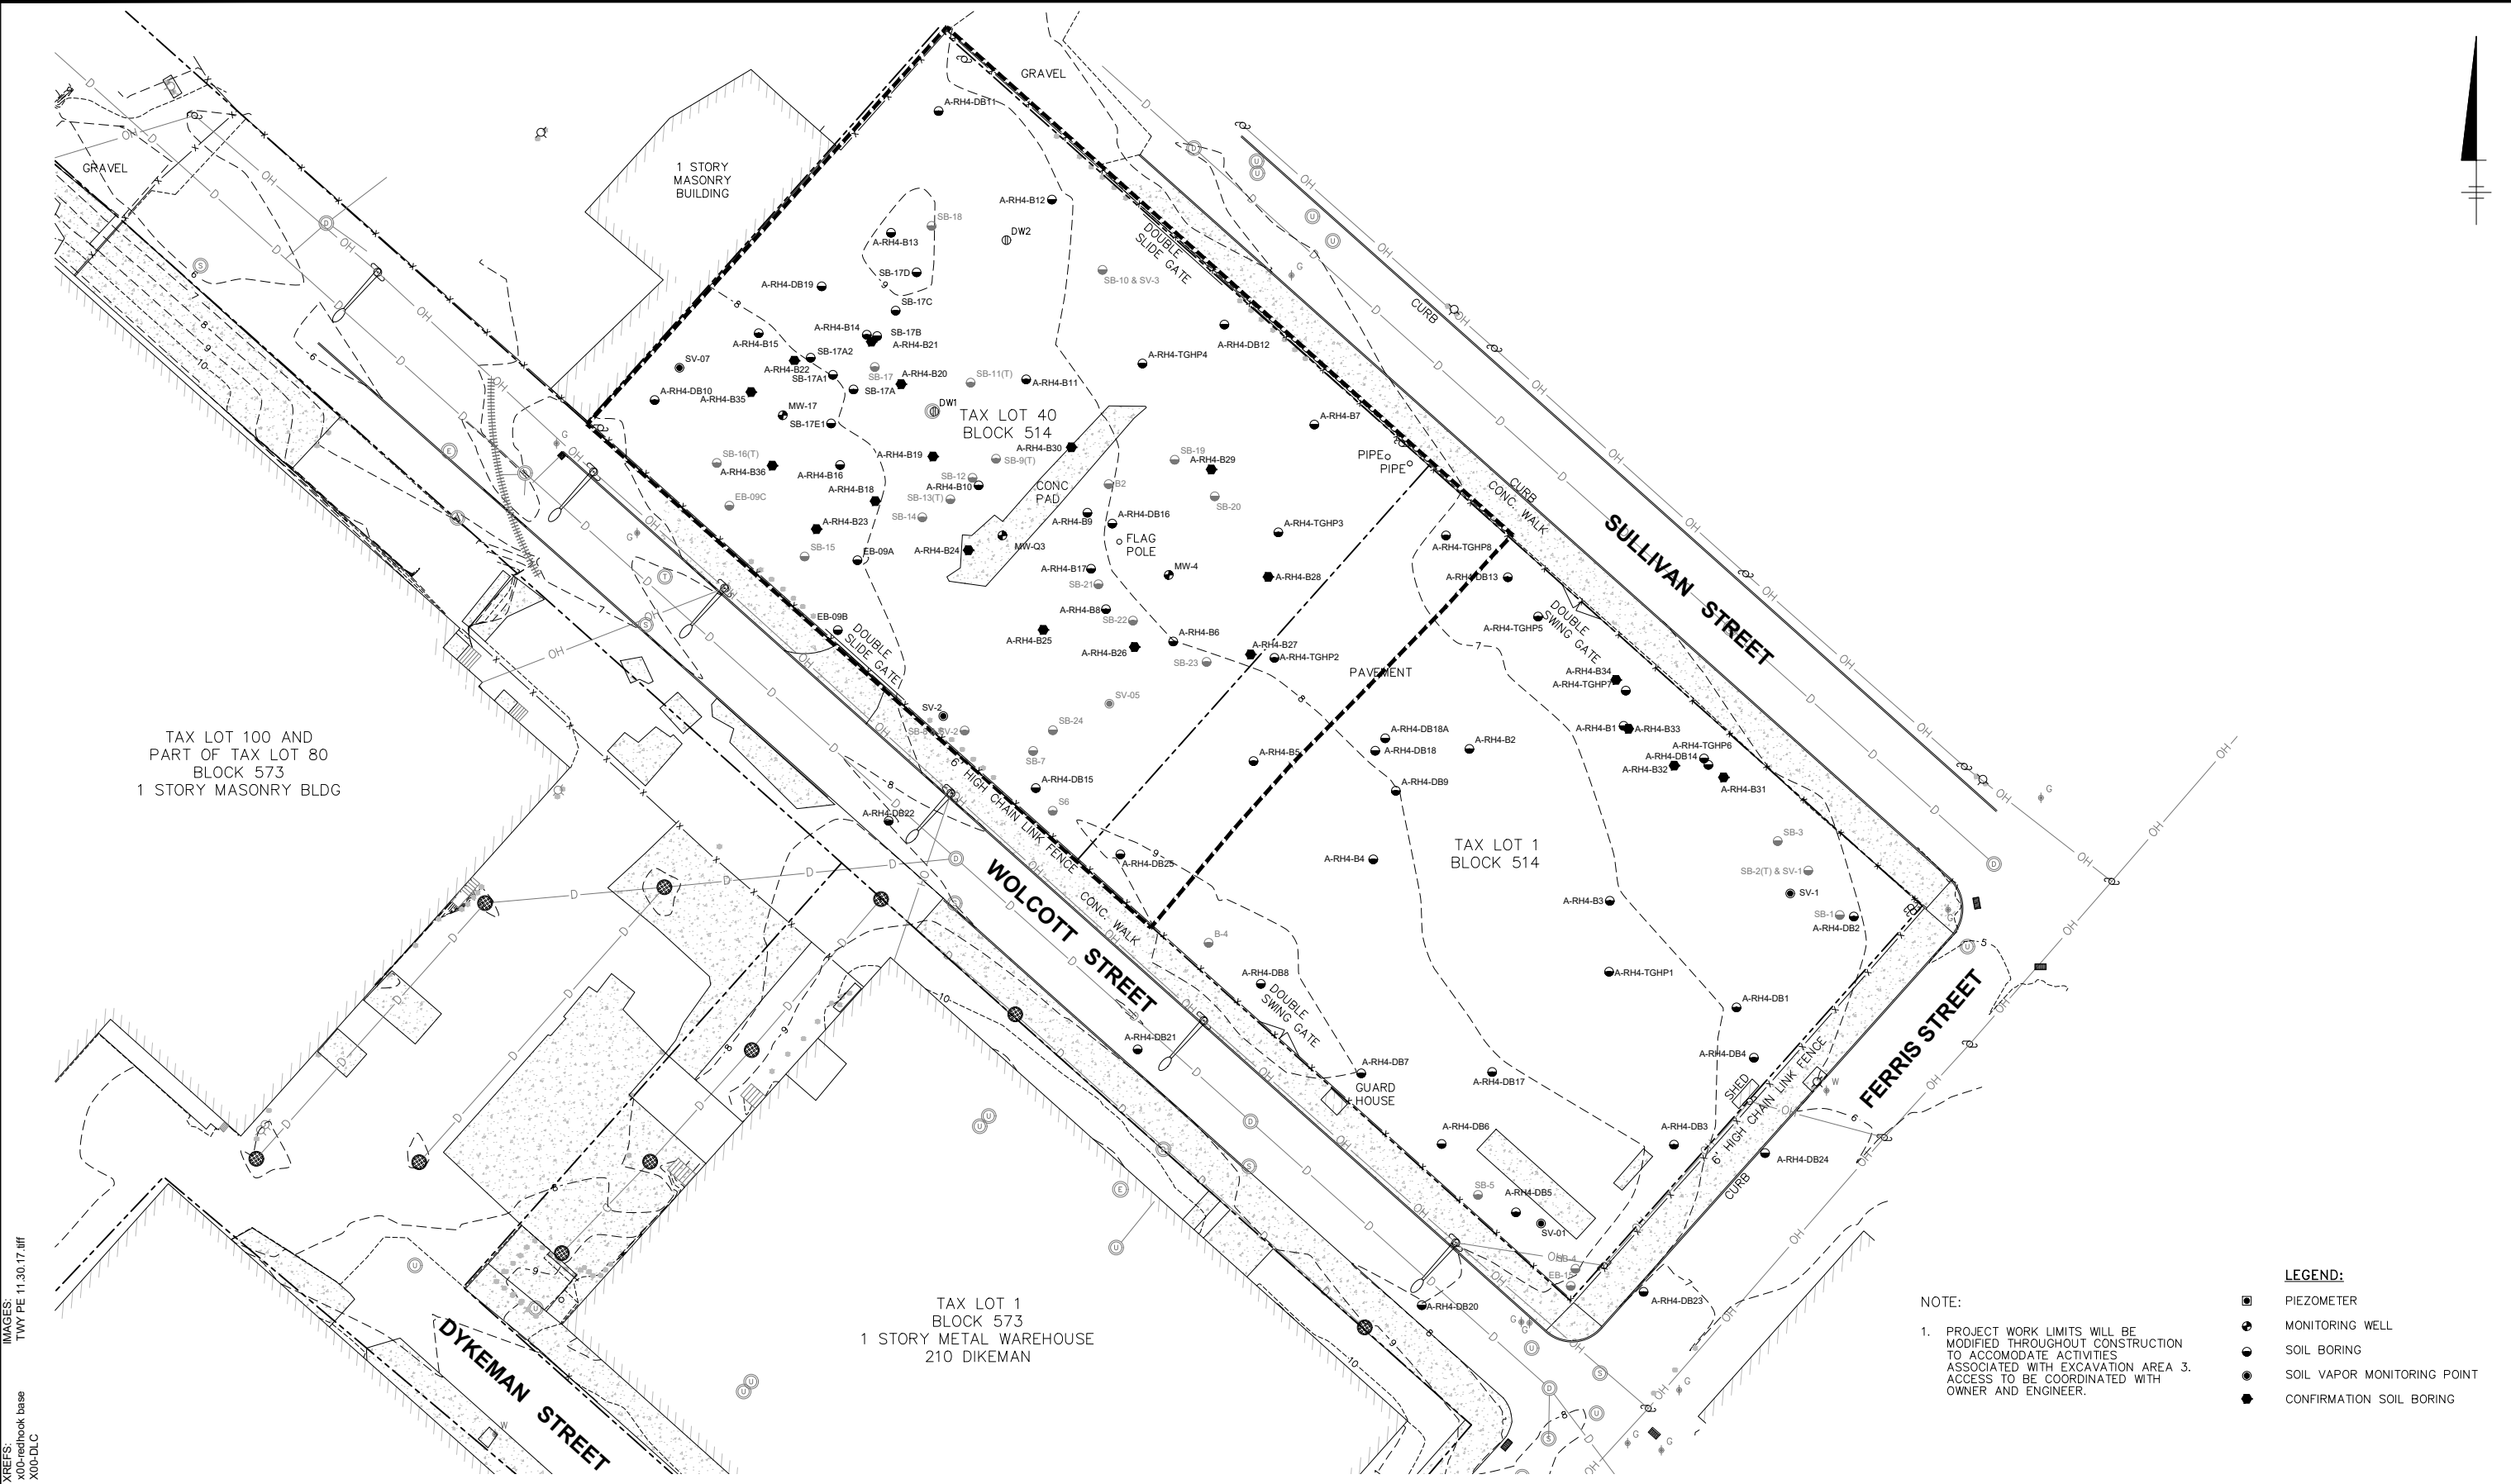 GRAVEL
A-RH4-DB11
1 STORY
MASONRY
BUILDING
GRAVEL
A-RH4-B12
SB-18
A-RH4-B13
DW2
DOUBLE
SLIDE GATE
SB-17D
SB-10 & SV-3
A-RH4-DB19
9
8
SB-17C
CURB
A-RH4-B14
SB-17B
A-RH4-B21
A-RH4-DB12
A-RH4-B15
SB-17A2
SV-07
A-RH4-B22
SB-17A1
SB-17
A-RH4-B20
SB-11(T)
A-RH4-B11
A-RH4-TGHP4
A-RH4-DB10
A-RH4-B35
SB-17A
MW-17
DW1
TAX LOT 40
BLOCK 514
SB-17E1
A-RH4-B7
A-RH4-B30
PIPE
PIPE
SB-16(T)
A-RH4-B36
A-RH4-B16
A-RH4-B19
SB-9(T)
SB-19
A-RH4-B29
SB-12
A-RH4-B10
CONC
PAD
B2
EB-09C
A-RH4-B18
SB-13(T)
SB-20
CURB
CONC. WALK
SB-14
A-RH4-B9
A-RH4-DB16
A-RH4-B23
A-RH4-TGHP3
SULLIVAN STREET
FLAG
POLE
MW-Q3
A-RH4-B24
SB-15
EB-09A
A-RH4-TGHP8
A-RH4-B17
MW-4
A-RH4-B28
A-RH4-DB13
SB-21
A-RH4-B8
SB-22
DOUBLE
SWING GATE
EB-09B
A-RH4-TGHP5
DOUBLE
SLIDE GATE
A-RH4-B25
A-RH4-B6
A-RH4-B26
A-RH4-B27
A-RH4-TGHP2
7
SB-23
PAVEMENT
A-RH4-B34
A-RH4-TGHP7
8
SV-05
SV-2
SB-24
A-RH4-B1
A-RH4-B33
A-RH4-DB18A
A-RH4-DB18
A-RH4-B2
TAX LOT 100 AND
PART OF TAX LOT 80
BLOCK 573
1 STORY MASONRY BLDG
SB-7
A-RH4-B5
A-RH4-TGHP6
A-RH4-DB14
A-RH4-B32
A-RH4-B31
A-RH4-DB15
A-RH4-DB9
S6
A-RH4-DB22
6' HIGH CHAIN LINK FENCE
SB-3
TAX LOT 1
BLOCK 514
A-RH4-DB25
A-RH4-B4
SB-2(T) & SV-1
WOLCOTT STREET
CONC. WALK
SV-1
A-RH4-B3
SB-1
A-RH4-DB2
B-4
A-RH4-DB8
A-RH4-TGHP1
DOUBLE
SWING GATE
A-RH4-DB1
FERRIS STREET
A-RH4-DB21
A-RH4-DB4
A-RH4-DB7
GUARD
HOUSE
A-RH4-DB17
SHED
6' HIGH CHAIN LINK FENCE
A-RH4-DB6
A-RH4-DB3
A-RH4-DB24
CURB
SB-5
A-RH4-DB5
SV-01
SB-4
A-RH4-DB23
A-RH4-DB20
TAX LOT 1
BLOCK 573
1 STORY METAL WAREHOUSE
210 DIKEMAN
DYKEMAN STREET
NOTE:
1. PROJECT WORK LIMITS WILL BE
MODIFIED THROUGHOUT CONSTRUCTION
TO ACCOMODATE ACTIVITIES
ASSOCIATED WITH EXCAVATION AREA 3.
ACCESS TO BE COORDINATED WITH
OWNER AND ENGINEER.
LEGEND:
PIEZOMETER
MONITORING WELL
SOIL BORING
SOIL VAPOR MONITORING POINT
CONFIRMATION SOIL BORING
XREFS:
x00-redhook base
X00-DLC
IMAGES:
TWY PE 11.30.17.tiff